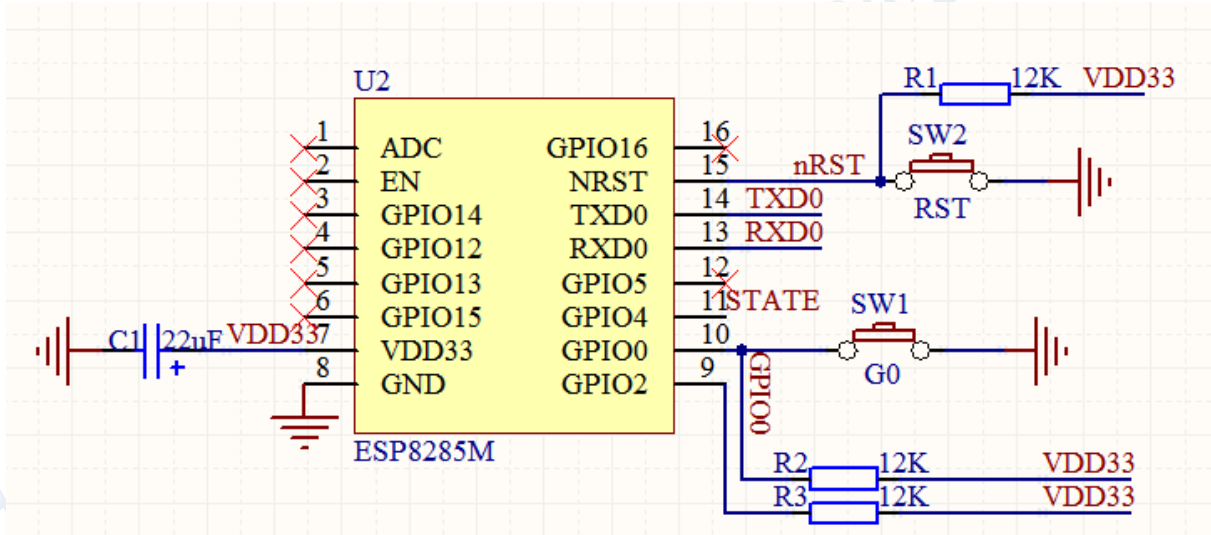 U2
R1 12K VDD33
SW2
1 ADC GPIO16 16
2 EN NRST 15 nRST
RST
3 GPIO14 TXD0 14 TXD0
4 GPIO12 RXD0 13 RXD0
5 GPIO13 GPIO5 12
6 GPIO15 GPIO4 11 STATE
SW1
C1 22uF VDD33 7 VDD33 GPIO0 10
+
G0
GPIO0
8 GND GPIO2 9
ESP8285M
R2 12K VDD33
R3 12K VDD33